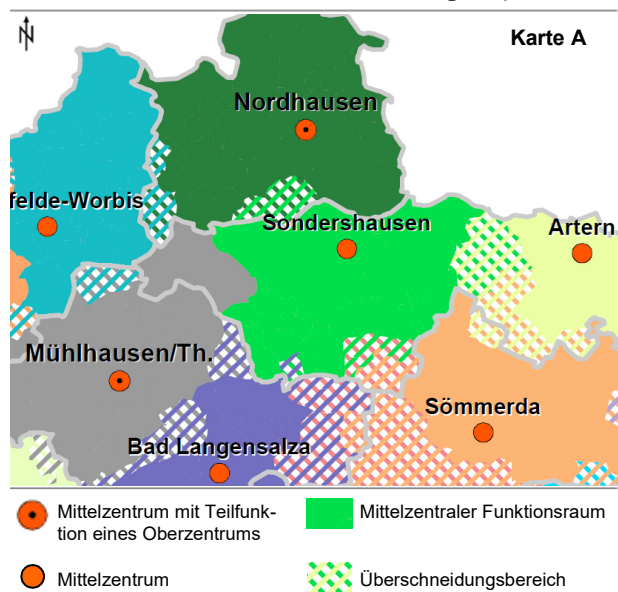 N
Karte A
Nordhausen
felde-Worbis
Sondershausen
Artern
Mühlhausen/Th.
Sömmerda
Bad Langensalza
Mittelzentrum mit Teilfunk-
tion eines Oberzentrums
Mittelzentraler Funktionsraum
Mittelzentrum
Überschneidungsbereich